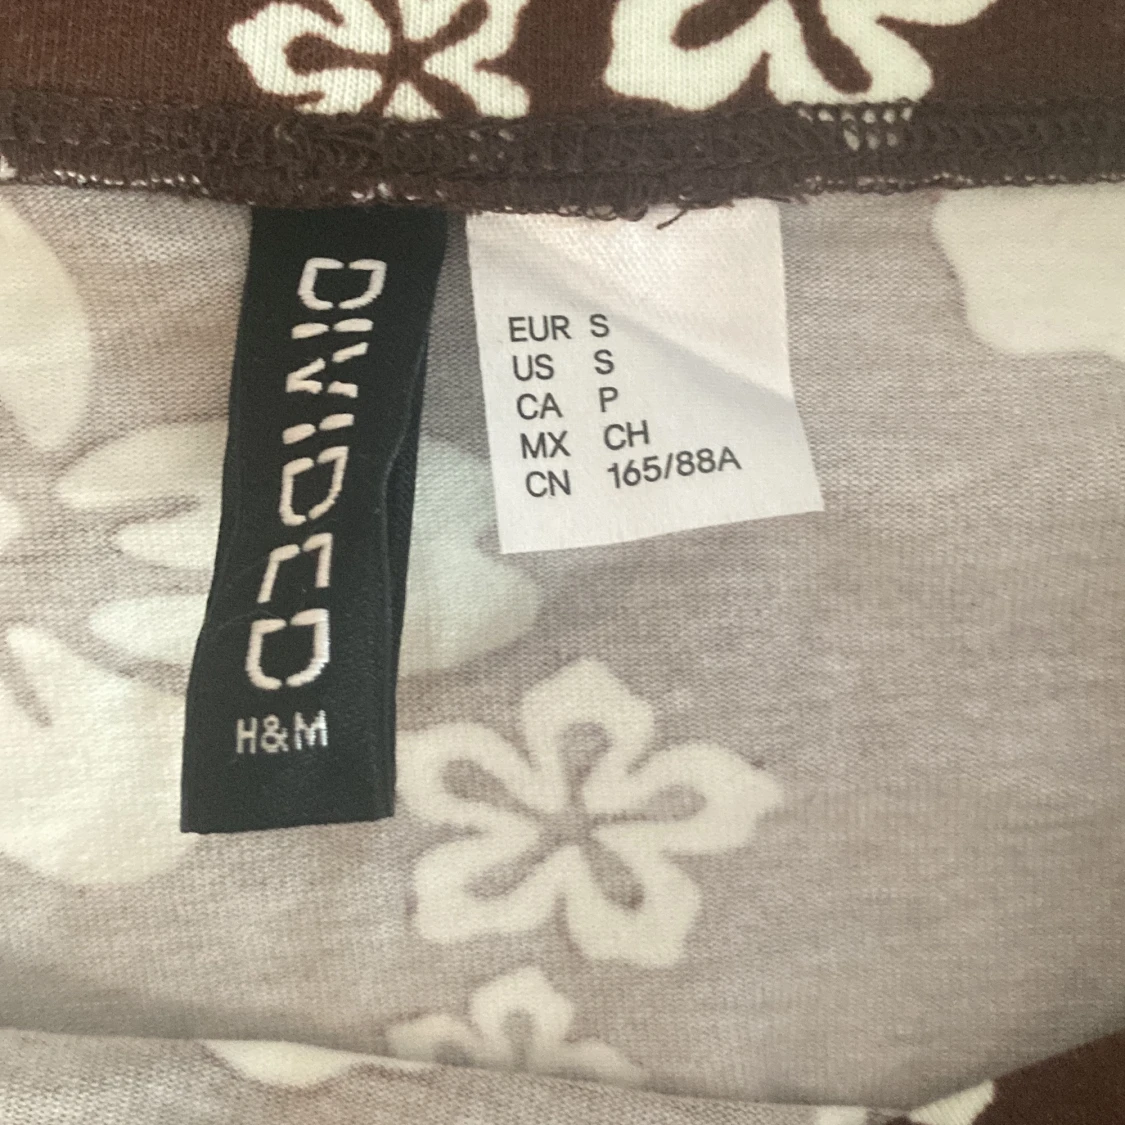 DIVIDED
H&M
EUR S
US S
CA P
MX CH
CN 165/88A